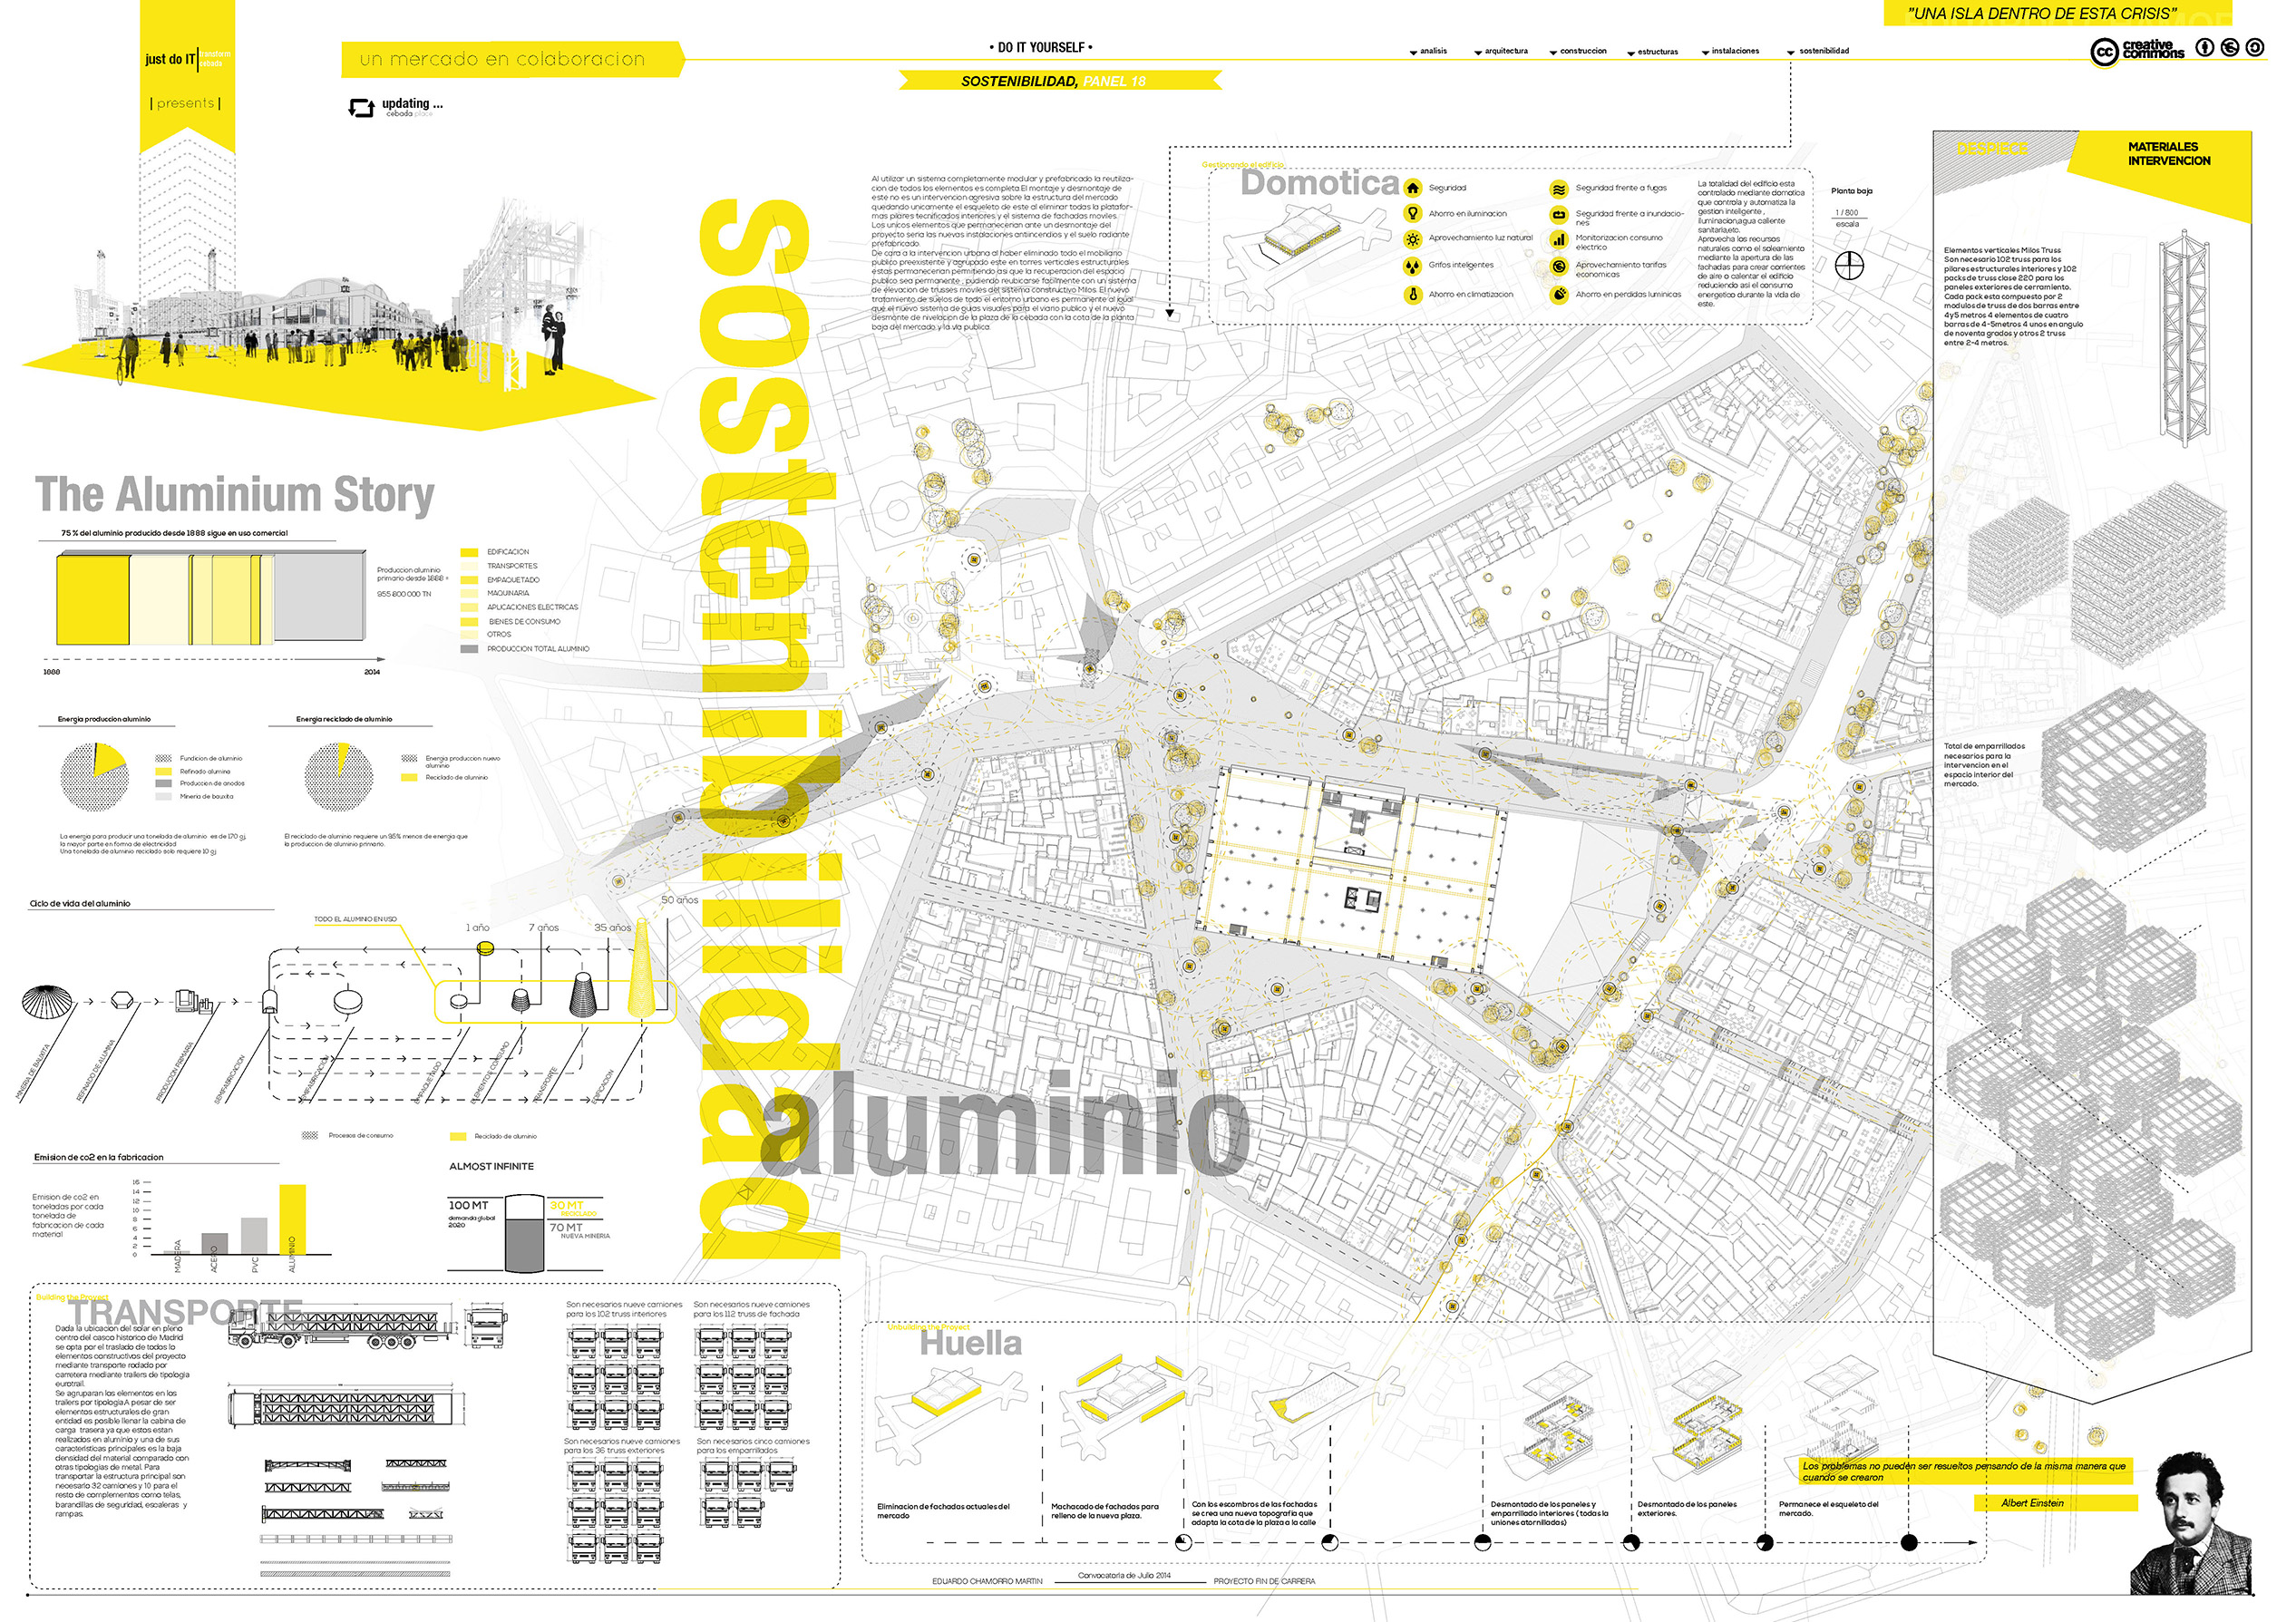 "UNA ISLA DENTRO DE ESTA CRISIS"
just do IT
| presents |
un mercado en colaboracion
updating ...
cebada place
• DO IT YOURSELF •
SOSTENIBILIDAD, PANEL 18
analisis
arquitectura
construccion
estructuras
instalaciones
sostenibilidad
cc creative commons
sostenibilidad
aluminio
Al utilizar un sistema completamente modular y prefabricado la reutiliza-
cion de todos los elementos es completa.El montaje y desmontaje de
este no es un intervencion agresiva sobre la estructura del mercado
quedando unicamente el esqueleto de este al eliminar todas la platafor-
mas pilares tecnificados interiores y el sistema de fachadas moviles.
Los unicos elementos que permanecerian ante un desmontaje del
proyecto seria las nuevas instalaciones antiincendios y el suelo radiante
prefabricado.
De cara a la intervencion urbana al haber eliminado todo el mobiliario
publico preexistente y agrupado este en torres verticales estructurales
estas permanecerian permitiendo asi que la recuperacion del espacio
publico sea permanente , pudiendo reubicarse facilmente con un sistema
de elevacion de trusses moviles del sistema constructivo Milos. El nuevo
tratamiento de suelos de todo el entorno urbano es permanente al igual
que el nuevo sistema de guias visuales para el viario publico y el nuevo
desmonte de nivelacion de la plaza de la cebada con la cota de la planta
baja del mercado y la via publica.
Gestionando el edificio
Domotica
Seguridad
Ahorro en iluminacion
Aprovechamiento luz natural
Grifos inteligentes
Ahorro en climatizacion
Seguridad frente a fugas
Seguridad frente a inundacio-
nes
Monitorizacion consumo
electrico
Aprovechamiento tarifas
economicas
Ahorro en perdidas luminicas
La totalidad del edificio esta
controlado mediante domotica
que controla y automatiza la
gestion inteligente ,
iluminacion,agua caliente
sanitaria,etc.
Aprovecha los recursos
naturales como el soleamiento
mediante la apertura de las
fachadas para crear corrientes
de aire o calentar el edificio
reduciendo asi el consumo
energetico durante la vida de
este.
Planta baja
1 / 800
escala
DESPIECE
MATERIALES
INTERVENCION
Elementos verticales Milos Truss
Son necesario 102 truss para los
pilares estructurales interiores y 102
packs de truss clase 220 para los
paneles exteriores de cerramiento.
Cada pack esta compuesto por 2
modulos de truss de dos barras entre
4y5 metros 4 elementos de cuatro
barras de 4-5metros 4 unos en angulo
de noventa grados y otros 2 truss
entre 2-4 metros.
Total de emparrillados
necesarios para la
intervencion en el
espacio interior del
mercado.
The Aluminium Story
75 % del aluminio producido desde 1888 sigue en uso comercial
Produccion aluminio
primario desde 1888 =
955 800 000 TN
1888
2014
EDIFICACION
TRANSPORTES
EMPAQUETADO
MAQUINARIA
APLICACIONES ELECTRICAS
BIENES DE CONSUMO
OTROS
PRODUCCION TOTAL ALUMINIO
Energia produccion aluminio
Fundicion de aluminio
Refinado alumina
Produccion de anodos
Mineria de bauxita
La energia para producir una tonelada de aluminio es de 170 gj,
la mayor parte en forma de electricidad
Una tonelada de aluminio reciclado solo requiere 10 gj
Energia reciclado de aluminio
Energia produccion nuevo
aluminio
Reciclado de aluminio
El reciclado de aluminio requiere un 95% menos de energia que
la produccion de aluminio primario.
Ciclo de vida del aluminio
TODO EL ALUMINIO EN USO
1 año
7 años
35 años
50 años
MINERIA DE BAUXITA
REFINADO DE ALUMINA
PRODUCCION PRIMARIA
SEMIFABRICACION
EMPAQUETADO
ELEMENTOS CONSUMO
TRANSPORTE
EDIFICACION
Procesos de consumo
Reciclado de aluminio
Emision de co2 en la fabricacion
Emision de co2 en
toneladas por cada
tonelada de
fabricacion de cada
material
16
14
12
10
8
6
4
2
0
MADERA
ACERO
PVC
ALUMINIO
ALMOST INFINITE
100 MT
demanda global
2020
30 MT
RECICLADO
70 MT
NUEVA MINERIA
Building the Proyect
TRANSPORTE
Dada la ubicacion del solar en pleno
centro del casco historico de Madrid
se opta por el traslado de todos lo
elementos constructivos del proyecto
mediante transporte rodado por
carretera mediante trailers de tipologia
eurotrail.
Se agruparan los elementos en los
trailers por tipologia.A pesar de ser
elementos estructurales de gran
entidad es posible llenar la cabina de
carga trasera ya que estos estan
realizados en aluminio y una de sus
caracteristicas principales es la baja
densidad del material comparado con
otras tipologias de metal. Para
transportar la estructura principal son
necesario 32 camiones y 10 para el
resto de complementos como telas,
barandillas de seguridad, escaleras y
rampas.
Son necesarios nueve camiones
para los 102 truss interiores
Son necesarios nueve camiones
para los 112 truss de fachada
Son necesarios nueve camiones
para los 36 truss exteriores
Son necesarios cinco camiones
para los emparrillados
Unbuilding the Proyect
Huella
Eliminacion de fachadas actuales del
mercado
Machacado de fachadas para
relleno de la nueva plaza.
Con los escombros de las fachadas
se crea una nueva topografia que
adapta la cota de la plaza a la calle
Desmontado de los paneles y
emparrillado interiores ( todas la
uniones atornilladas)
Desmontado de los paneles
exteriores.
Permanece el esqueleto del
mercado.
Los problemas no pueden ser resueltos pensando de la misma manera que
cuando se crearon
Albert Einstein
EDUARDO CHAMORRO MARTIN
Convocatoria de Julio 2014
PROYECTO FIN DE CARRERA